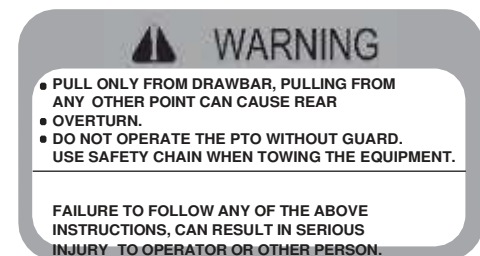 WARNING
• PULL ONLY FROM DRAWBAR, PULLING FROM
ANY OTHER POINT CAN CAUSE REAR
• OVERTURN.
• DO NOT OPERATE THE PTO WITHOUT GUARD.
USE SAFETY CHAIN WHEN TOWING THE EQUIPMENT.
FAILURE TO FOLLOW ANY OF THE ABOVE
INSTRUCTIONS, CAN RESULT IN SERIOUS
INJURY TO OPERATOR OR OTHER PERSON.